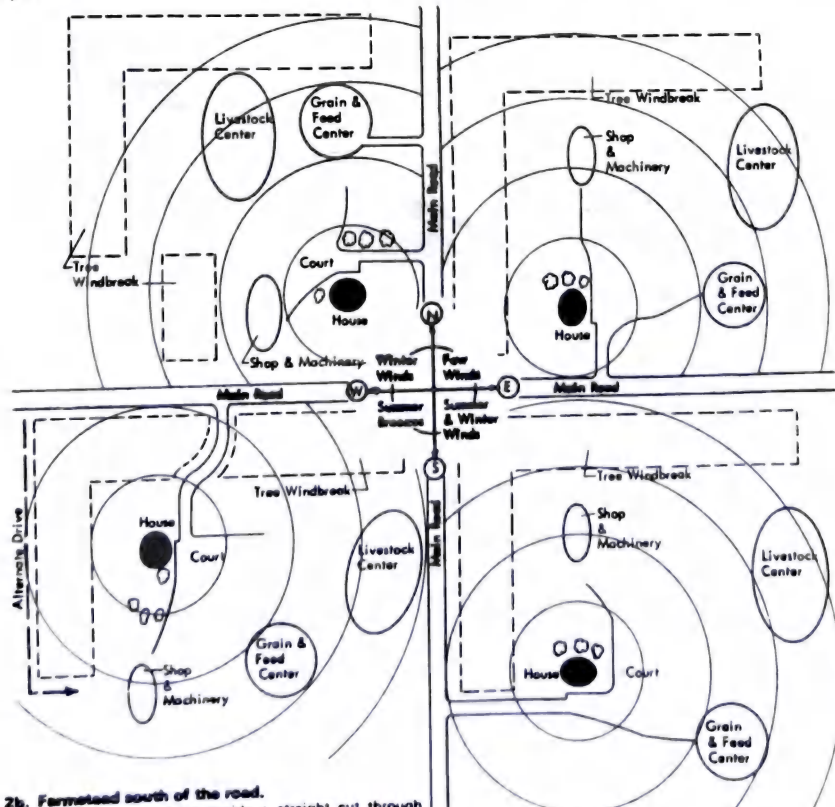 Livestock
Center
Grain &
Feed
Center
Main Road
Court
House
Tree
Windbreak
Shop & Machinery
Tree Windbreak
Shop
&
Machinery
Livestock
Center
Grain
& Feed
Center
House
Main Road
N
W
E
S
Winter
Winds
Few
Winds
Summer
Breezes
Summer
& Winter
Winds
Main Road
Alternate Drive
Tree Windbreak
House
Court
Livestock
Center
Grain &
Feed
Center
Shop
&
Machinery
Main Road
Tree Windbreak
Shop
&
Machinery
Livestock
Center
House
Court
Grain
& Feed
Center
2b. Farmstead south of the road.
straight out through